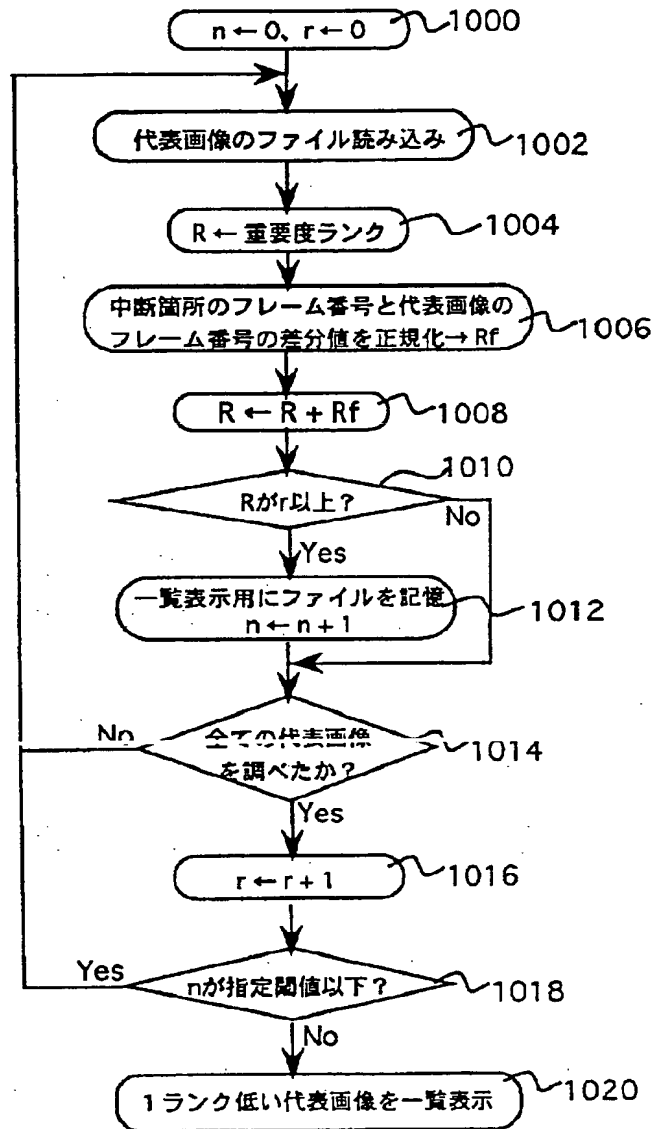 n ← 0、r ← 0
1000
代表画像のファイル読み込み
1002
R ← 重要度ランク
1004
中断箇所のフレーム番号と代表画像の
フレーム番号の差分値を正規化→ Rf
1006
R ← R + Rf
1008
1010
Rがr以上？
No
Yes
一覧表示用にファイルを記憶
n ← n + 1
1012
No
全ての代表画像
を調べたか？
1014
Yes
r ← r + 1
1016
Yes
nが指定閾値以下？
1018
No
1ランク低い代表画像を一覧表示
1020